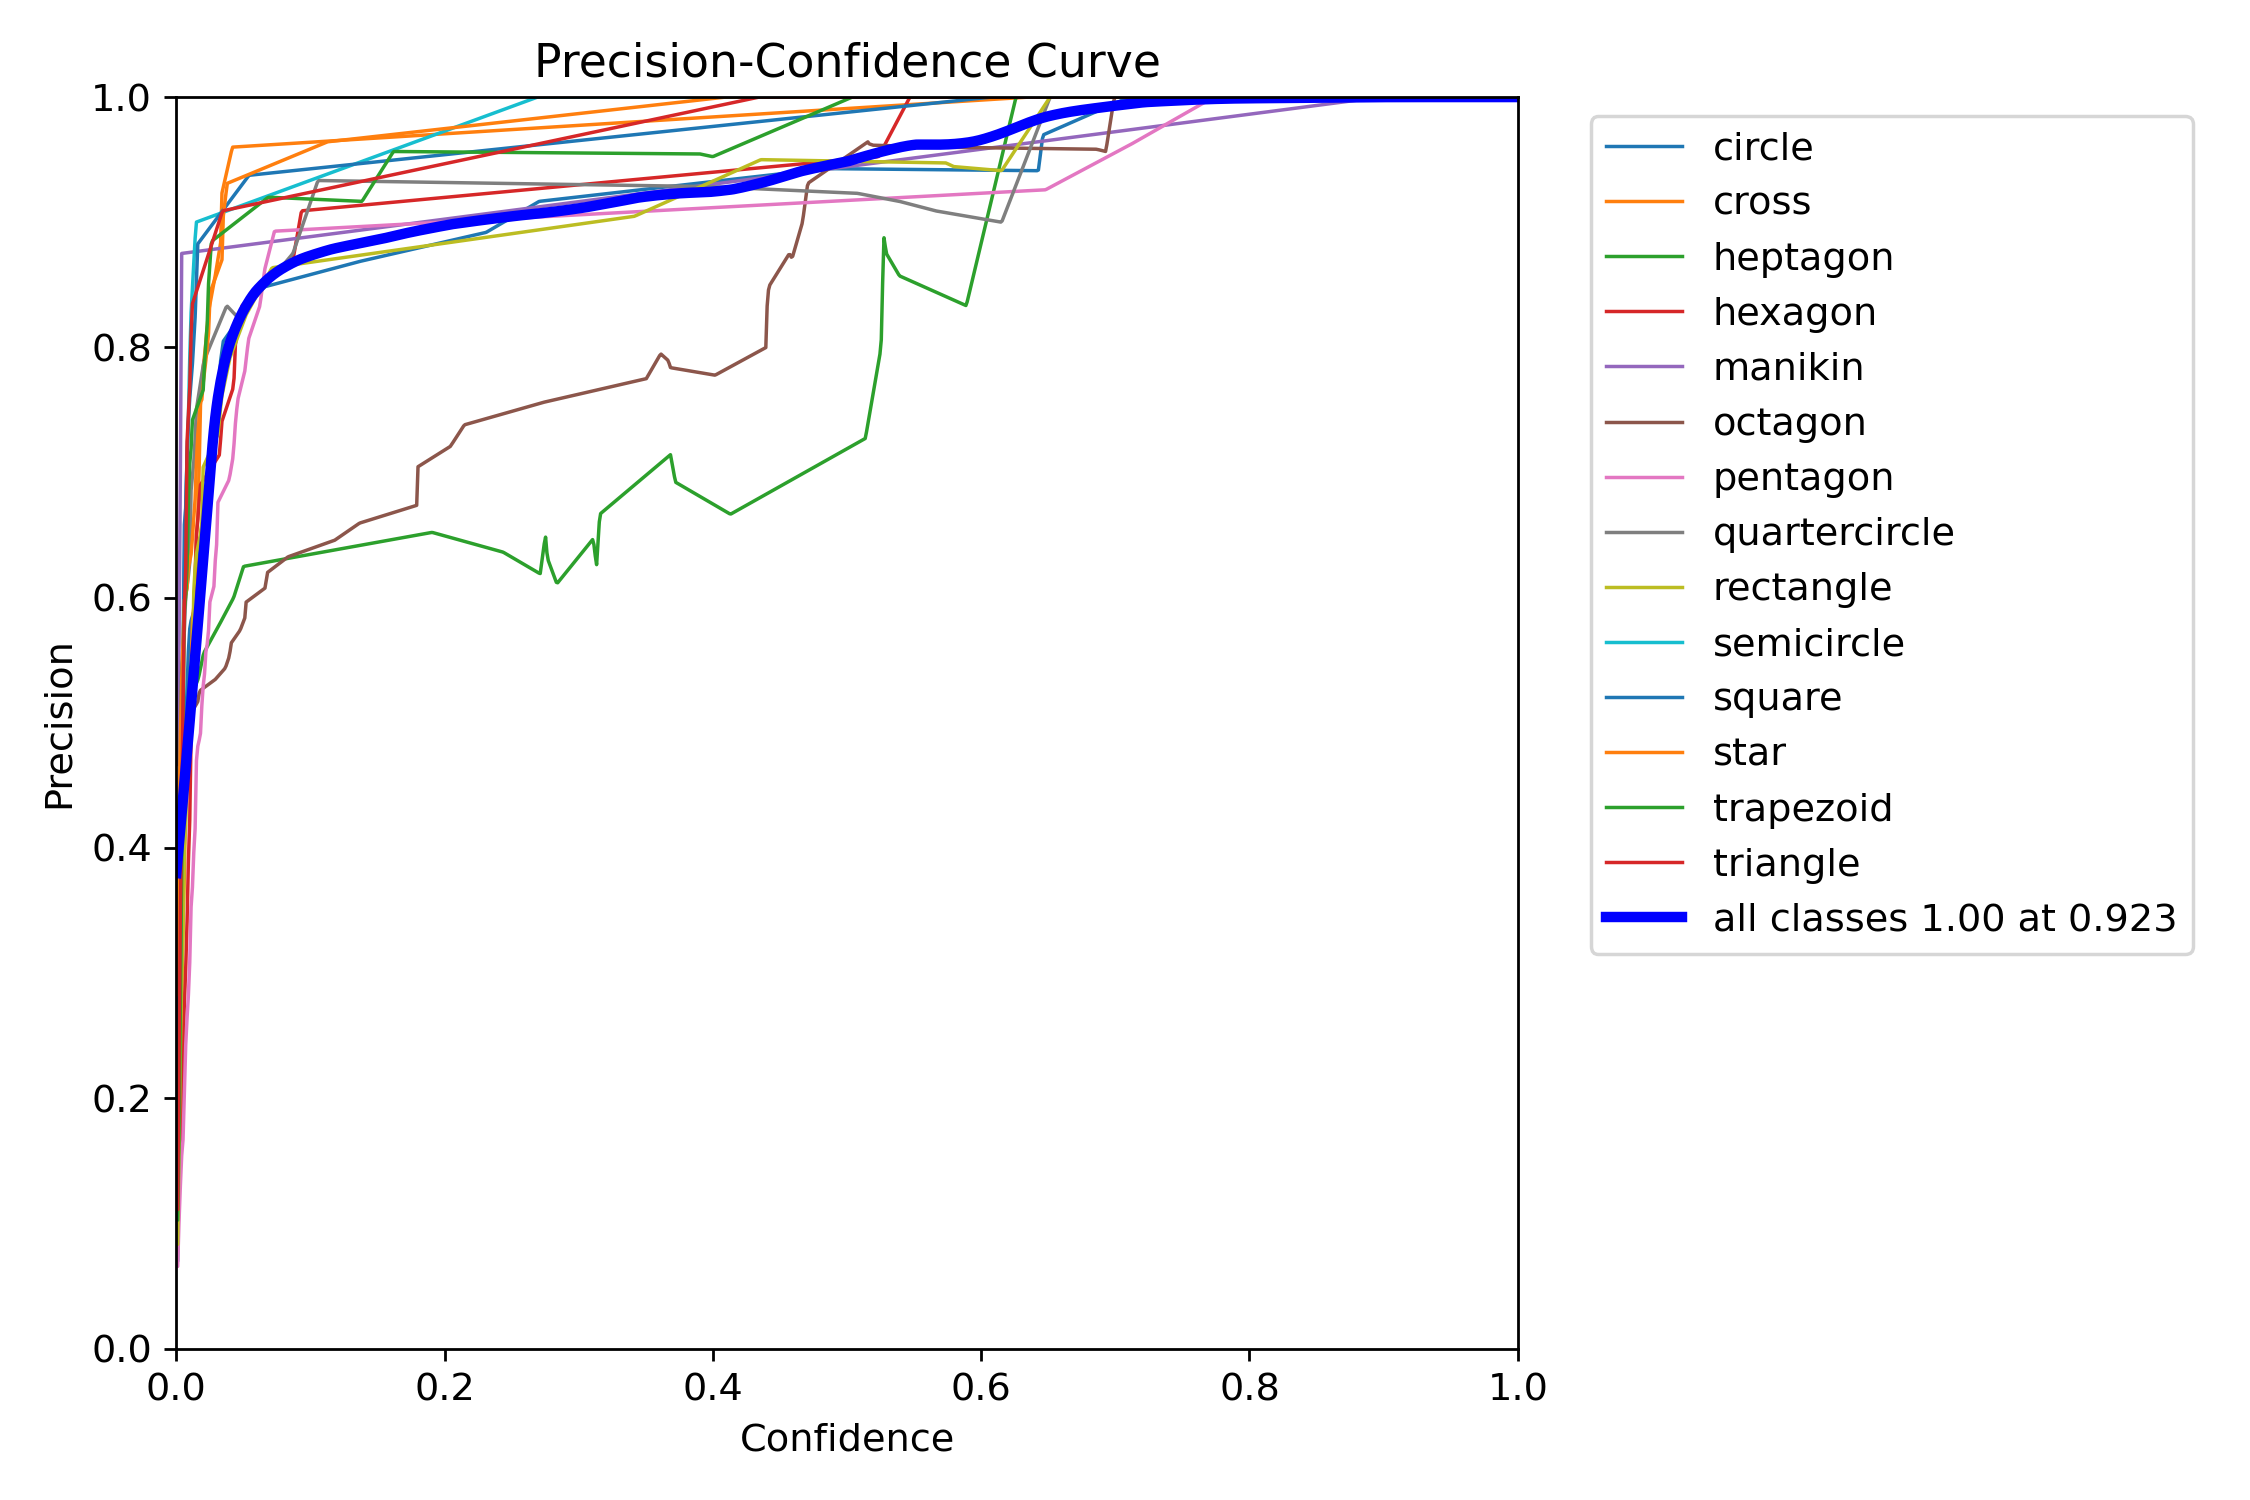 Precision-Confidence Curve
1.0
0.8
0.6
0.4
0.2
0.0
Precision
0.0 0.2 0.4 0.6 0.8 1.0
Confidence
circle
cross
heptagon
hexagon
manikin
octagon
pentagon
quartercircle
rectangle
semicircle
square
star
trapezoid
triangle
all classes 1.00 at 0.923